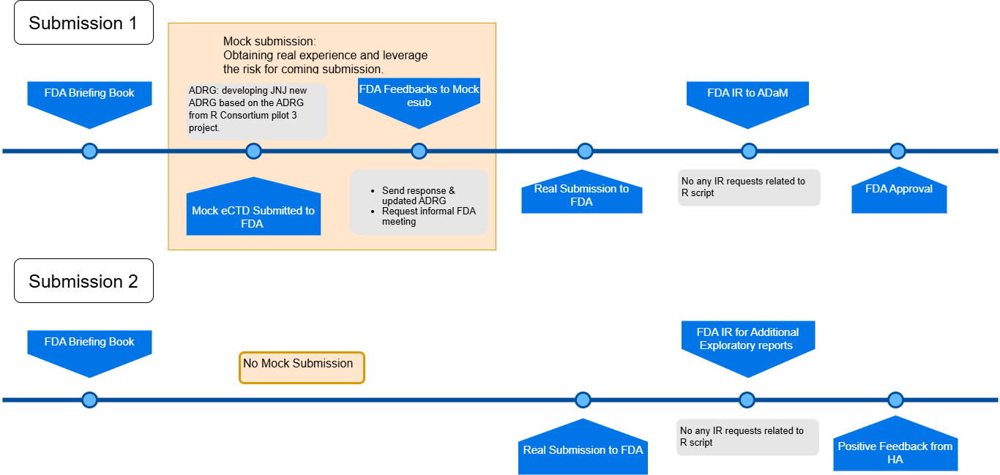 Submission 1
Mock submission:
Obtaining real experience and leverage
the risk for coming submission.
FDA Briefing Book
ADRG: developing JNJ new
ADRG based on the ADRG
from R Consortium pilot 3
project.
FDA Feedbacks to Mock
esub
FDA IR to ADaM
Mock eCTD Submitted to
FDA
• Send response &
updated ADRG
• Request informal FDA
meeting
Real Submission to
FDA
No any IR requests related to
R script
FDA Approval
Submission 2
FDA Briefing Book
No Mock Submission
FDA IR for Additional
Exploratory reports
Real Submission to FDA
No any IR requests related to
R script
Positive Feedback from
HA